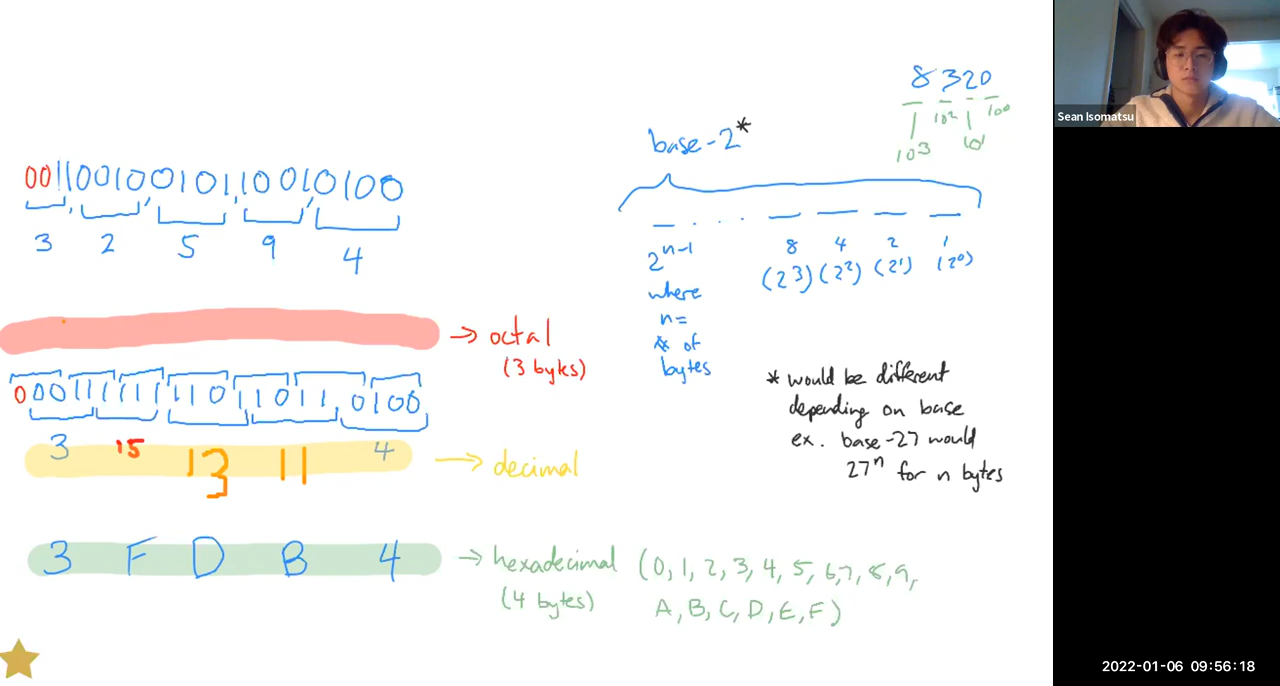 8320
10³ 10² 10¹ 10⁰
Sean Isomatsu
base-2*
00110010010110010100
3 2 5 9 4
8 4 2 1
2ⁿ⁻¹ . . . (2³) (2²) (2¹) (2⁰)
where
n=
# of
bytes
→ octal
(3 bytes)
* would be different
depending on base
ex. base-27 would
27ⁿ for n bytes
00011111111011011 0100
3 15 13 11 4
→ decimal
3 F D B 4
→ hexadecimal (0, 1, 2, 3, 4, 5, 6, 7, 8, 9,
(4 bytes) A, B, C, D, E, F)
2022-01-06 09:56:18